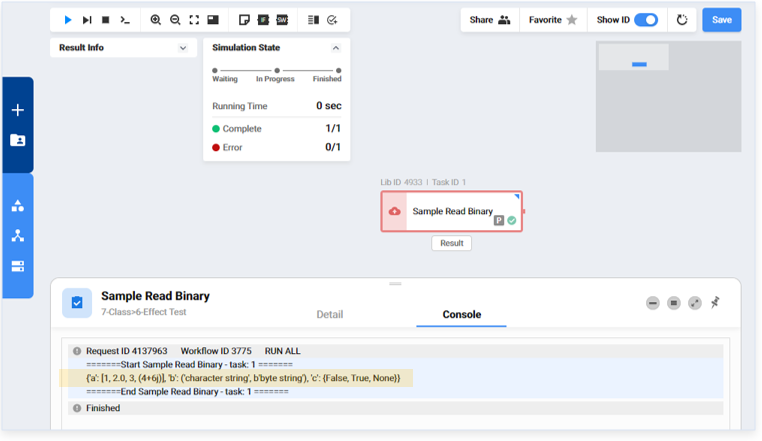 Share
Favorite
Show ID
Save
IF
SW
Result Info
Simulation State
Waiting
In Progress
Finished
Running Time 0 sec
Complete 1/1
Error 0/1
Lib ID 4933 | Task ID 1
Sample Read Binary
P
Result
Sample Read Binary
7-Class>6-Effect Test
Detail
Console
Request ID 4137963 Workflow ID 3775 RUN ALL
=======Start Sample Read Binary - task: 1 =======
{'a': [1, 2.0, 3, (4+6j)], 'b': ('character string', b'byte string'), 'c': {False, True, None}}
=======End Sample Read Binary - task: 1 =======
Finished